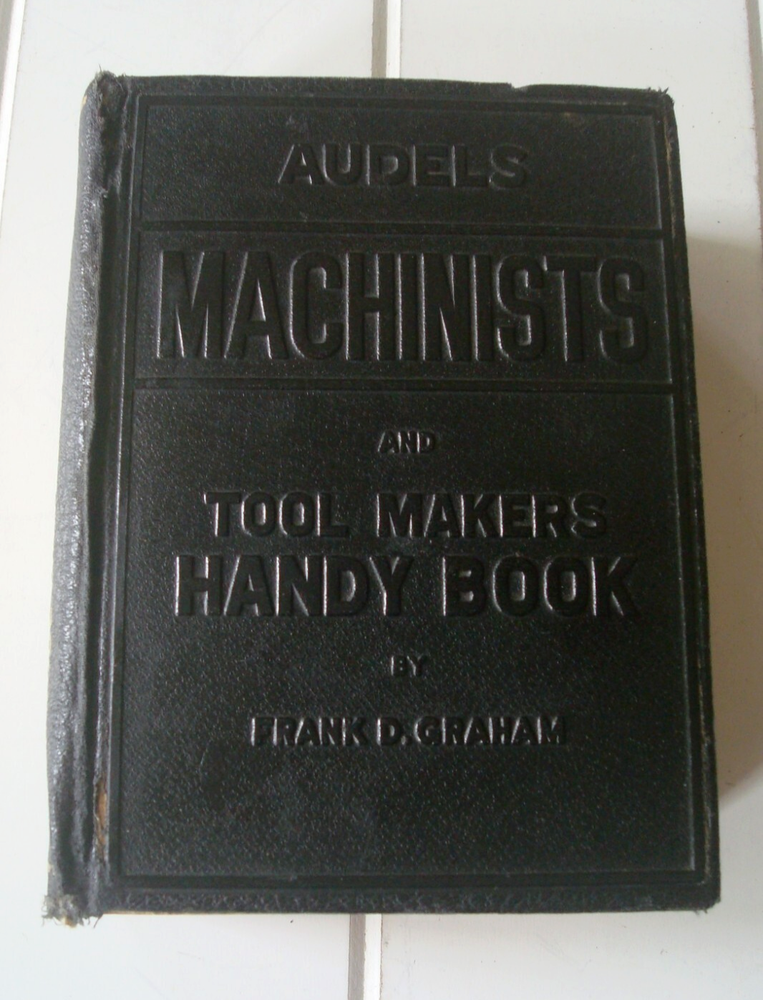 AUDELS
MACHINISTS
AND
TOOL MAKERS
HANDY BOOK
BY
FRANK D. GRAHAM